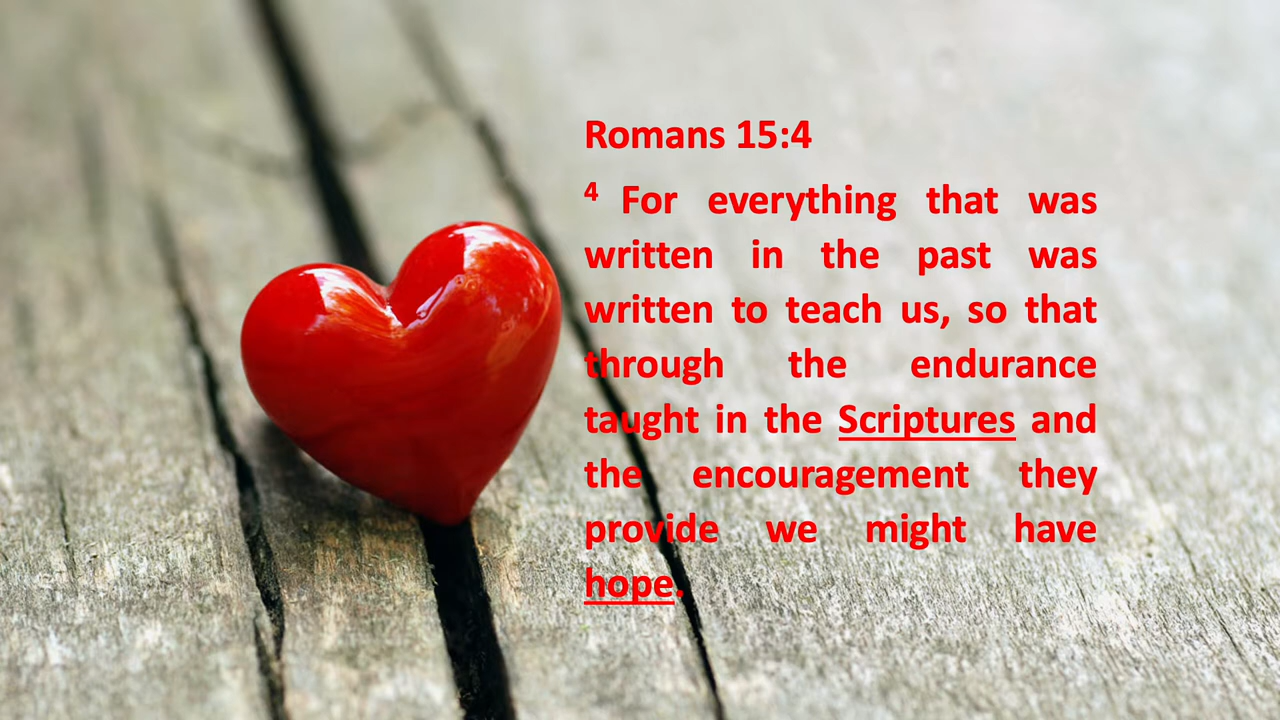 Romans 15:4
4 For everything that was
written in the past was
written to teach us, so that
through the endurance
taught in the Scriptures and
the encouragement they
provide we might have
hope.